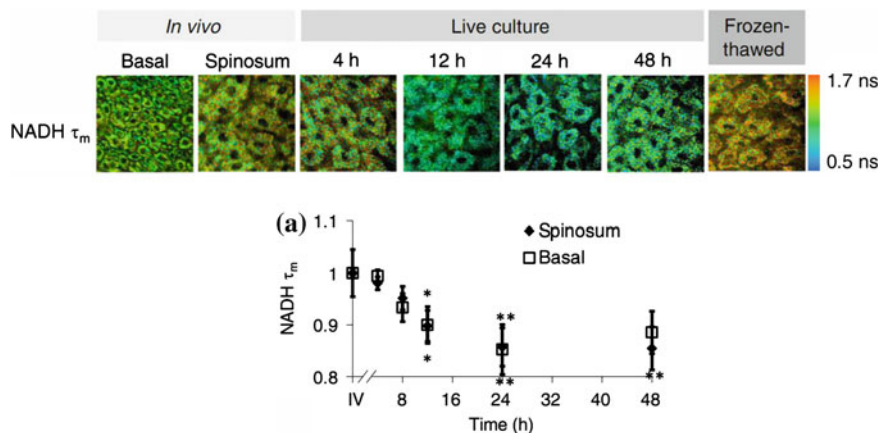 In vivo Live culture Frozen-thawed
Basal Spinosum 4 h 12 h 24 h 48 h
NADH τm
1.7 ns
0.5 ns
(a)
1.1
1
0.9
0.8
NADH τm
Spinosum
Basal
*
*
**
**
**
IV 8 16 24 32 40 48
Time (h)